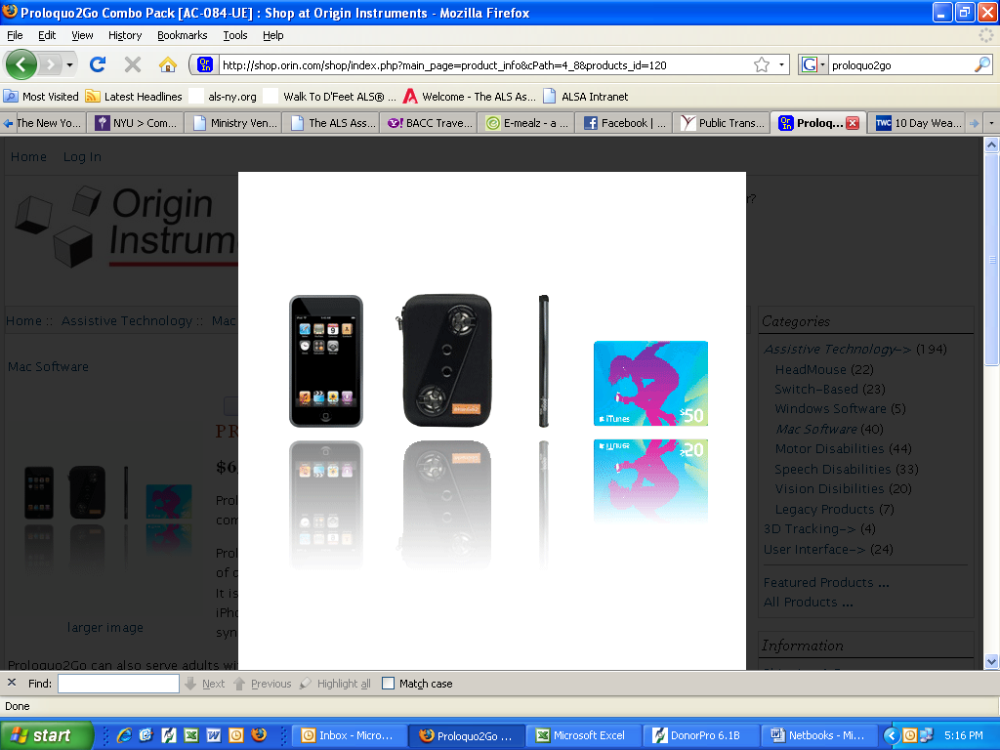 Proloquo2Go Combo Pack [AC-084-UE] : Shop at Origin Instruments - Mozilla Firefox
File Edit View History Bookmarks Tools Help
http://shop.orin.com/shop/index.php?main_page=product_info&cPath=4_8&products_id=120
proloquo2go
Most Visited Latest Headlines als-ny.org Walk To D'Feet ALS® ... Welcome - The ALS As... ALSA Intranet
The New Yo... NYU > Com... Ministry Ven... The ALS Ass... BACC Trave... E-mealz - a ... Facebook | ... Public Trans... Proloq... 10 Day Wea...
Home Log In
Origin
Instrum
Home :: Assistive Technology :: Mac
Mac Software
PR
$6
Prol
com
Prol
of c
It is
iPho
syn
larger image
Proloquo2Go can also serve adults wi
iTunes $50
iTunes $20
Categories
Assistive Technology-> (194)
HeadMouse (22)
Switch-Based (23)
Windows Software (5)
Mac Software (40)
Motor Disabilities (44)
Speech Disabilities (33)
Vision Disibilities (20)
Legacy Products (7)
3D Tracking-> (4)
User Interface-> (24)
Featured Products ...
All Products ...
Information
Find: Next Previous Highlight all Match case
Done
start Inbox - Micro... Proloquo2Go ... Microsoft Excel DonorPro 6.1B Netbooks - Mi... 5:16 PM